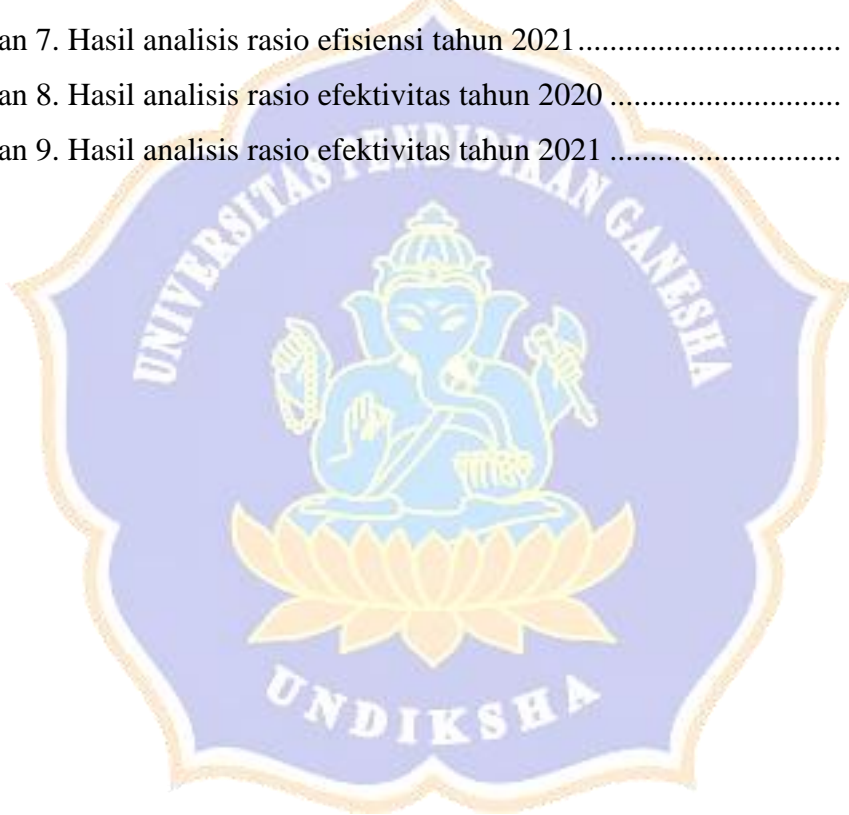 an 7. Hasil analisis rasio efisiensi tahun 2021................................
an 8. Hasil analisis rasio efektivitas tahun 2020 .............................
an 9. Hasil analisis rasio efektivitas tahun 2021 .............................
UNIVERSITAS PENDIDIKAN GANESHA
UNDIKSHA